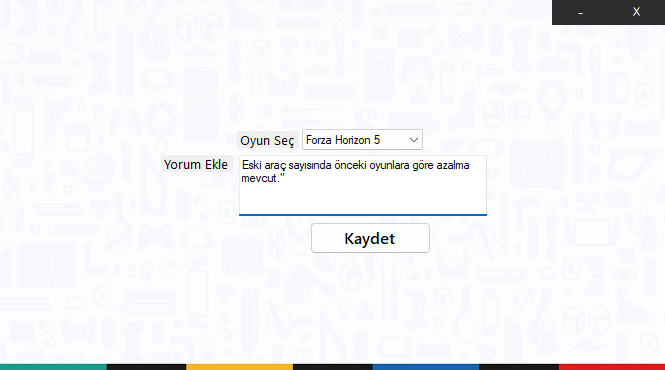 - X
Oyun Seç Forza Horizon 5
Yorum Ekle Eski araç sayısında önceki oyunlara göre azalma
mevcut."
Kaydet